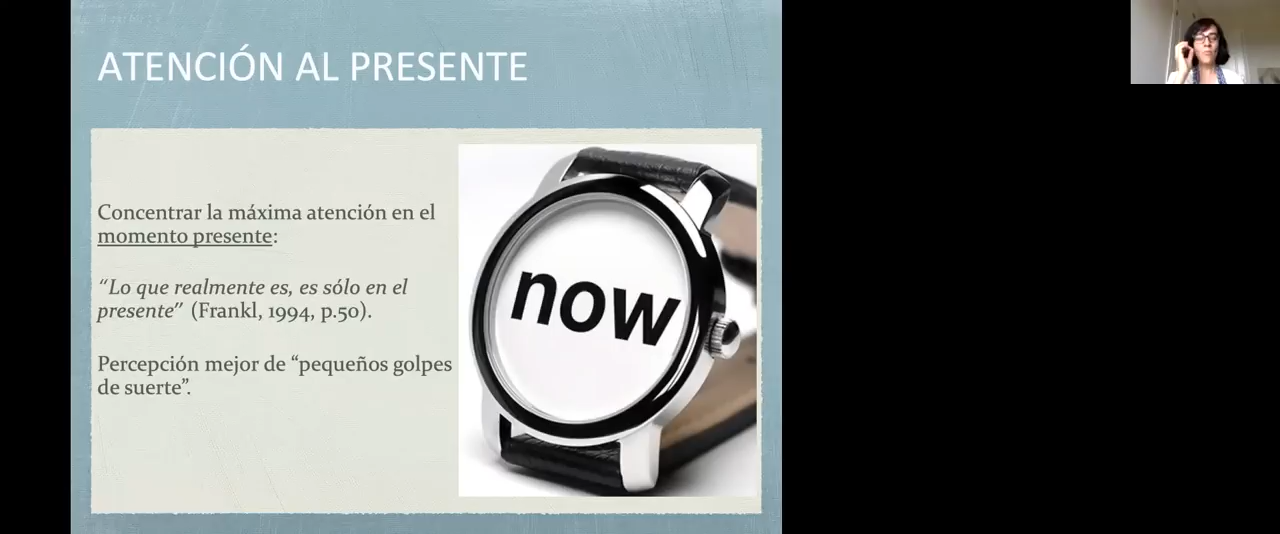 ATENCIÓN AL PRESENTE
Concentrar la máxima atención en el
momento presente:
“Lo que realmente es, es sólo en el
presente” (Frankl, 1994, p.50).
Percepción mejor de “pequeños golpes
de suerte”.
now